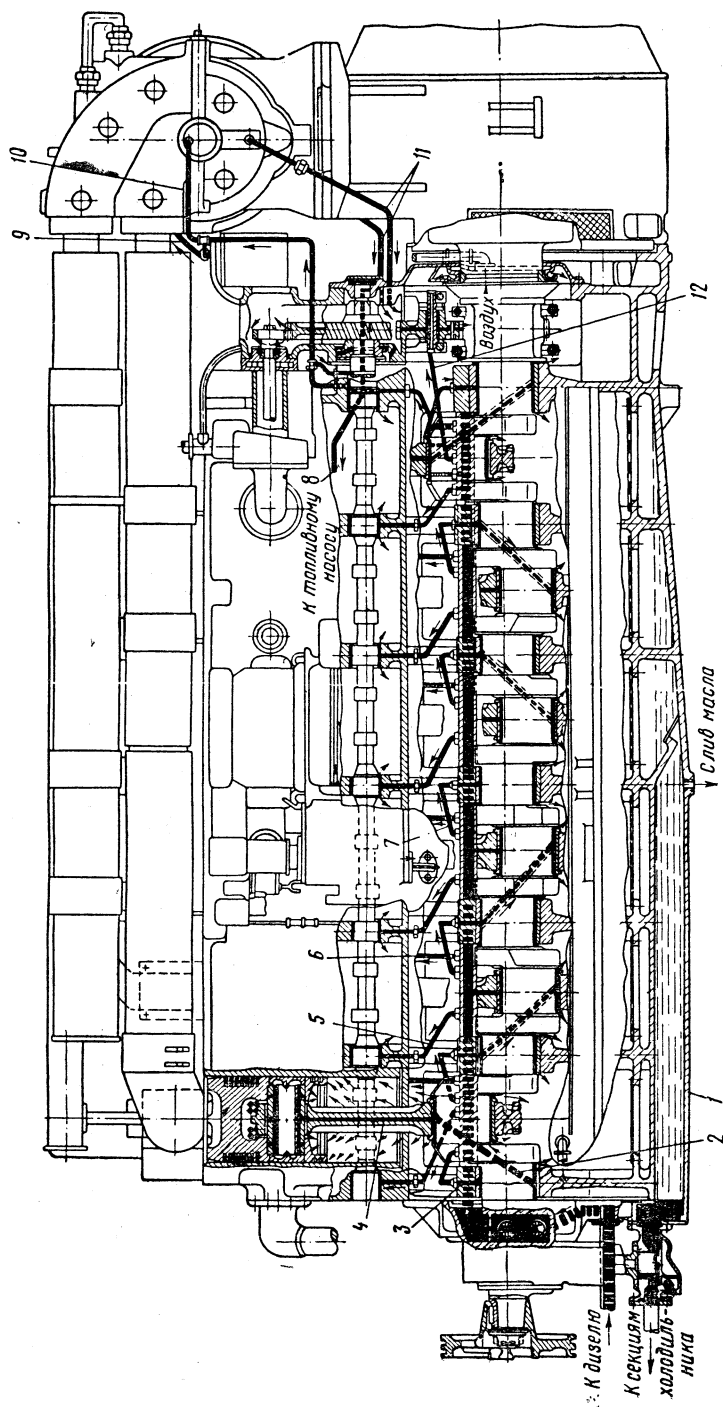 9
10
11
12
Воздух
К топливному
насосу
8
7
6
5
4
3
2
1
Слив масла
К дизелю
К секциям
холодиль-
ника